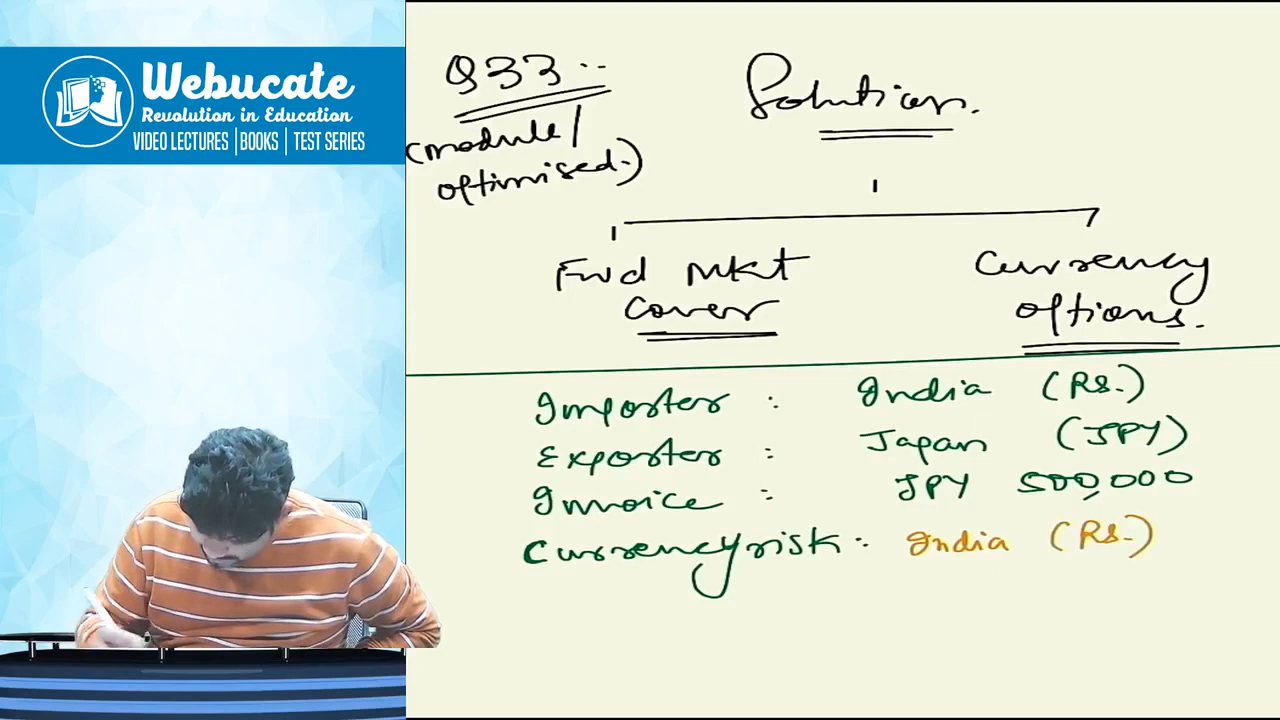 Webucate
Revolution in Education
VIDEO LECTURES | BOOKS | TEST SERIES
Q33 :-
(module/
optimised.)
Solution.
Fwd Mkt
Cover
Currency
options.
Importer : India (Rs.)
Exporter : Japan (JPY)
Invoice : JPY 500,000
Currency risk : India (Rs.)